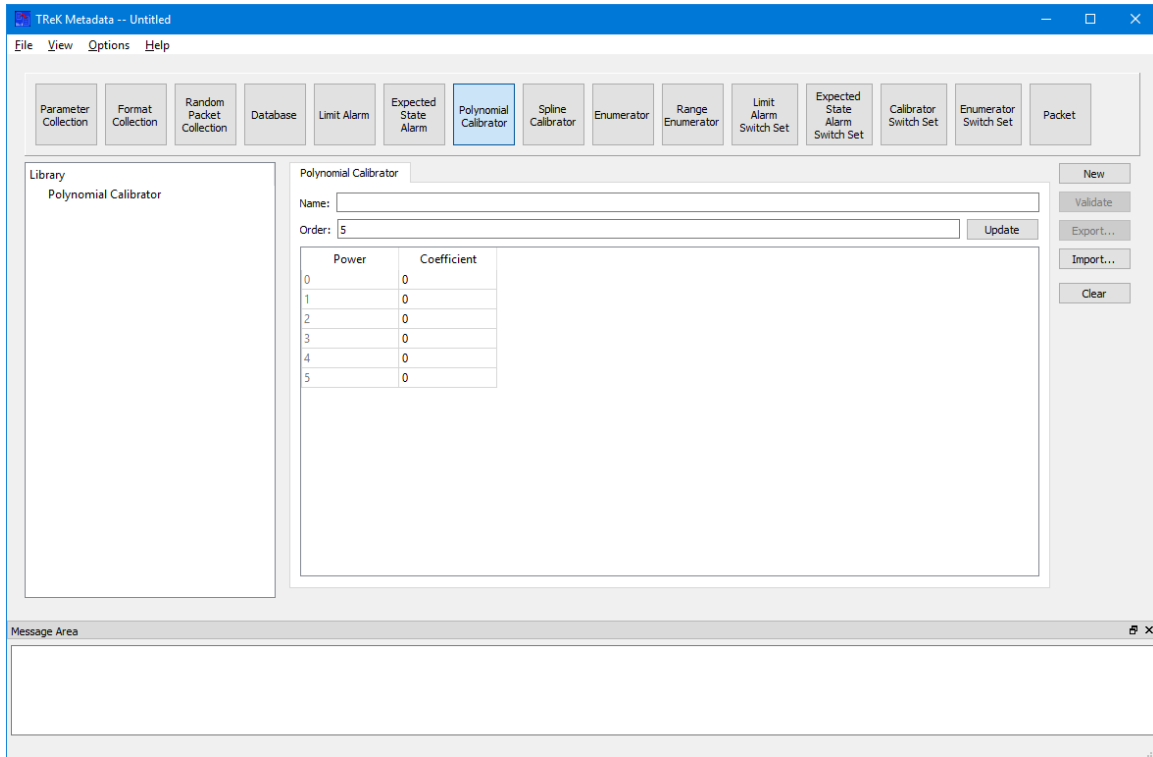 TReK Metadata -- Untitled
File View Options Help
Parameter Collection
Format Collection
Random Packet Collection
Database
Limit Alarm
Expected State Alarm
Polynomial Calibrator
Spline Calibrator
Enumerator
Range Enumerator
Limit Alarm Switch Set
Expected State Alarm Switch Set
Calibrator Switch Set
Enumerator Switch Set
Packet
Library
Polynomial Calibrator
Polynomial Calibrator
Name:
Order: 5 Update
Power Coefficient
0 0
1 0
2 0
3 0
4 0
5 0
New
Validate
Export...
Import...
Clear
Message Area